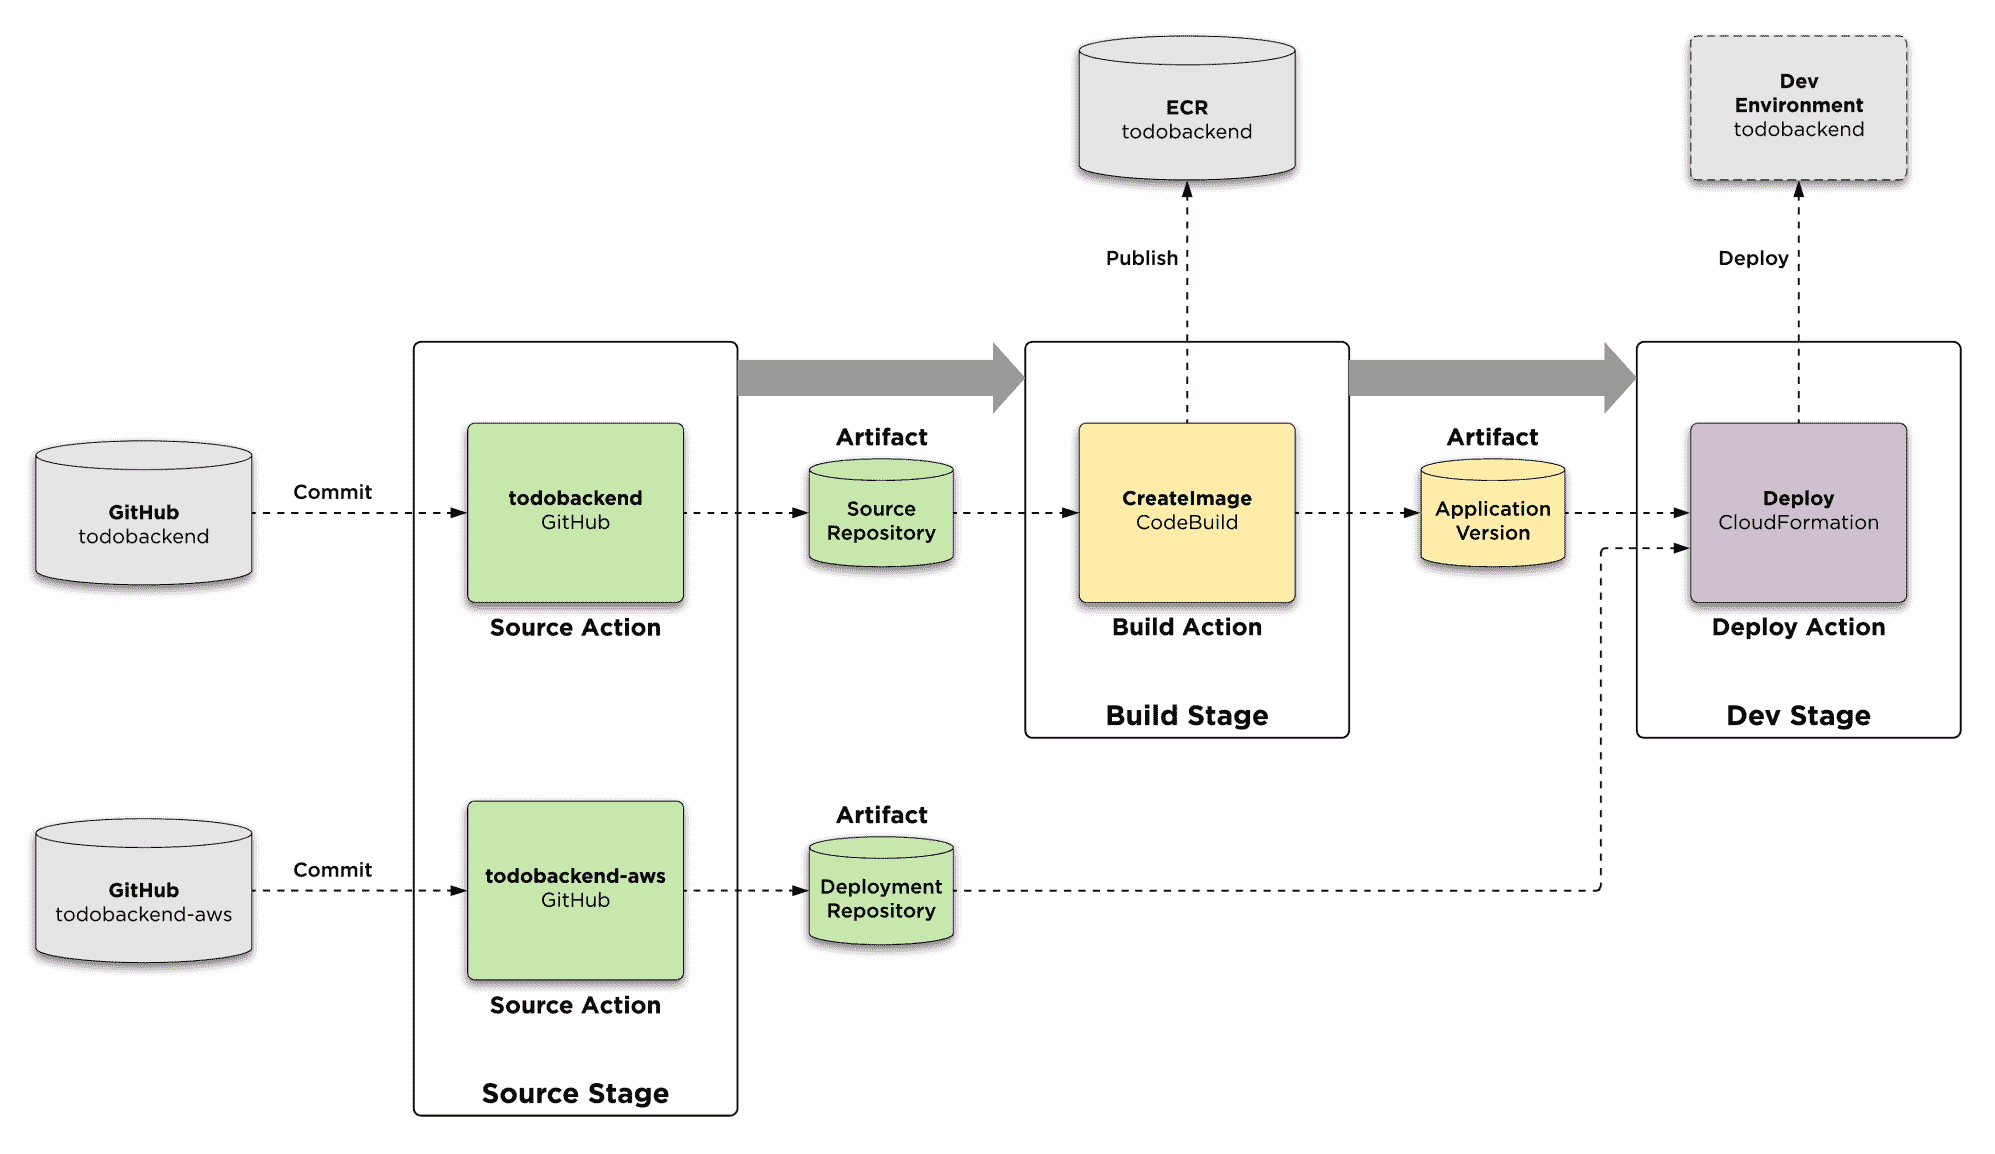 ECR
todobackend
Dev
Environment
todobackend
Publish
Deploy
GitHub
todobackend
Commit
todobackend
GitHub
Source Action
Artifact
Source
Repository
CreateImage
CodeBuild
Build Action
Build Stage
Artifact
Application
Version
Deploy
CloudFormation
Deploy Action
Dev Stage
GitHub
todobackend-aws
Commit
todobackend-aws
GitHub
Source Action
Source Stage
Artifact
Deployment
Repository